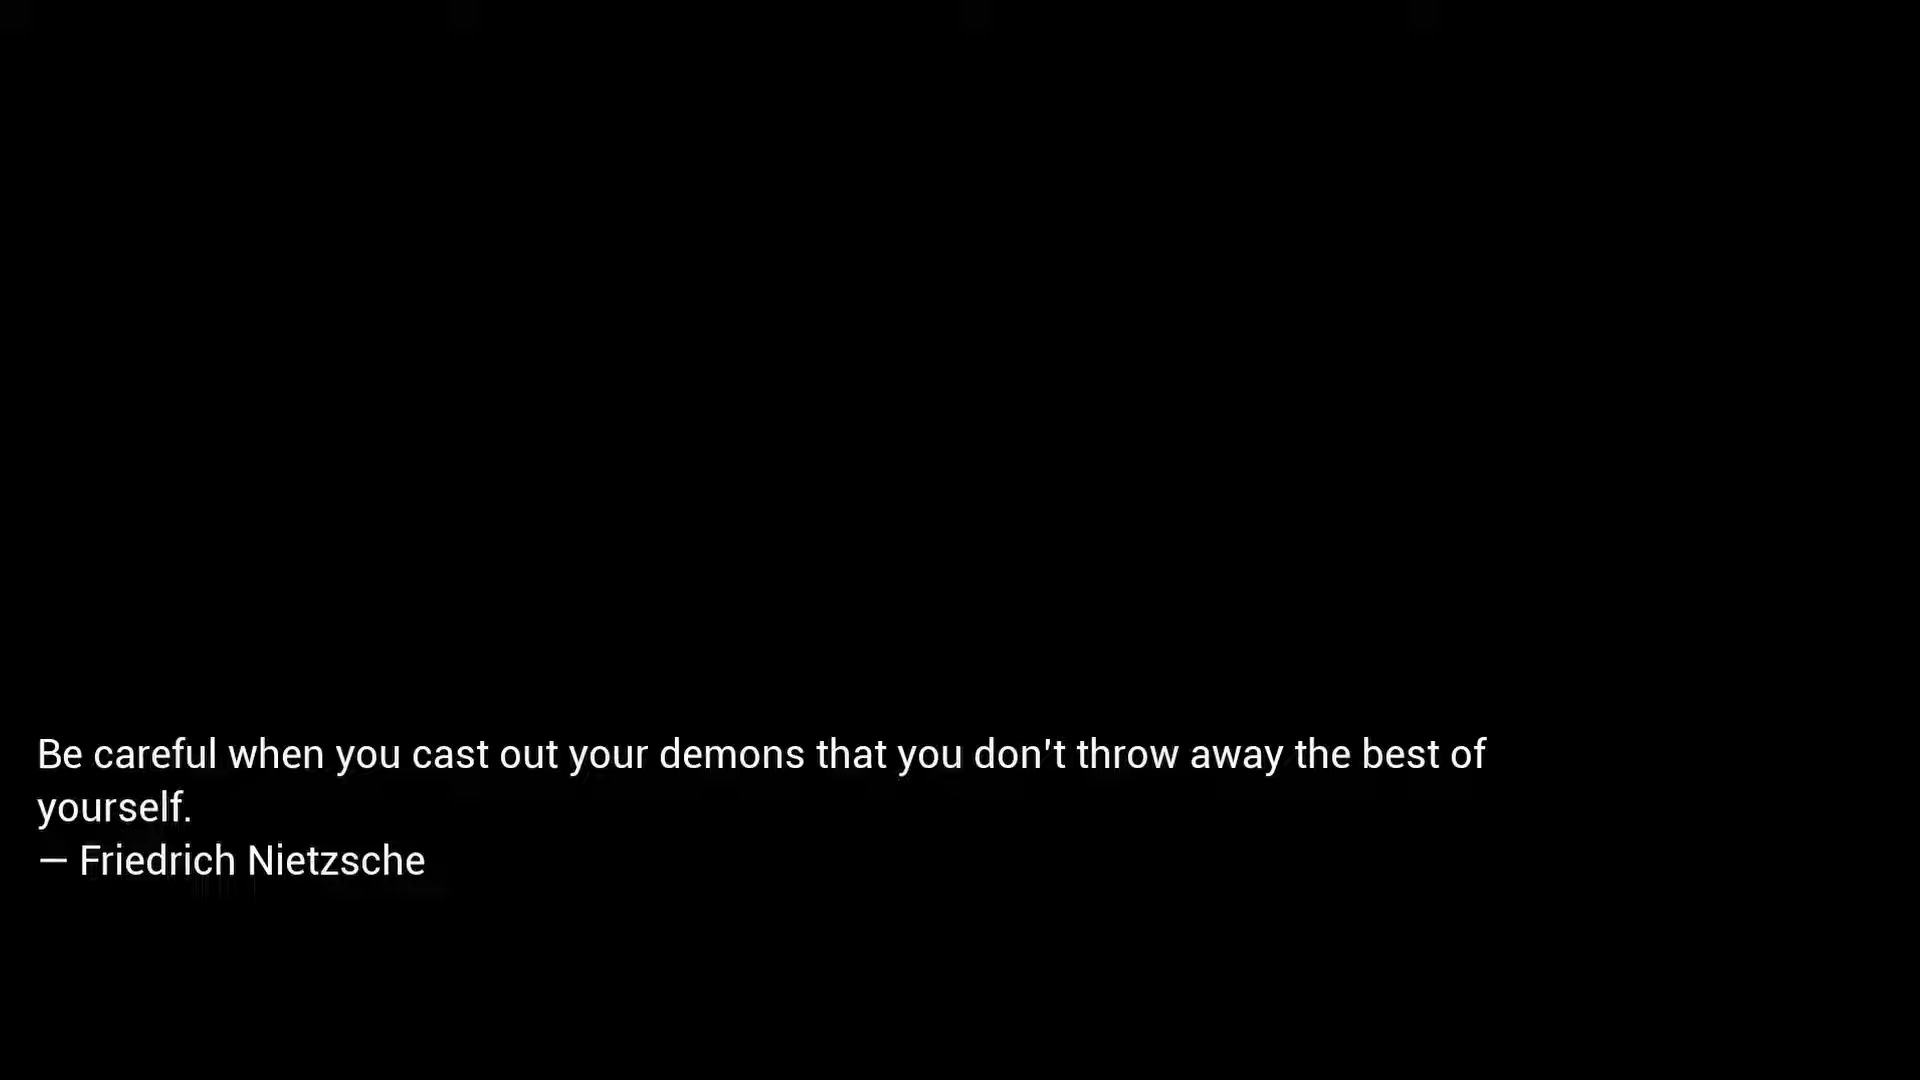 Be careful when you cast out your demons that you don't throw away the best of
yourself.
— Friedrich Nietzsche